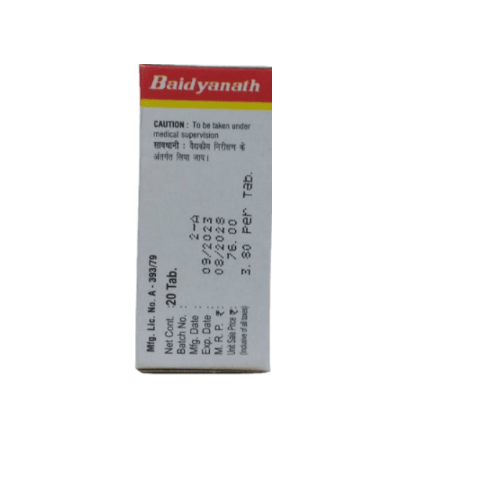 Baidyanath
CAUTION : To be taken under
medical supervision
सावधानी : वैद्यकीय निरीक्षण के
अंतर्गत लिया जाय।
Mfg. Lic. No. A - 393/79
Net Cont. :20 Tab.
Batch No. : 2-A
Mfg. Date : 09/2023
Exp. Date : 08/2028
M. R. P. ₹: 76.00
Unit Sale Price ₹: 3.80 Per Tab.
(Inclusive of all taxes)